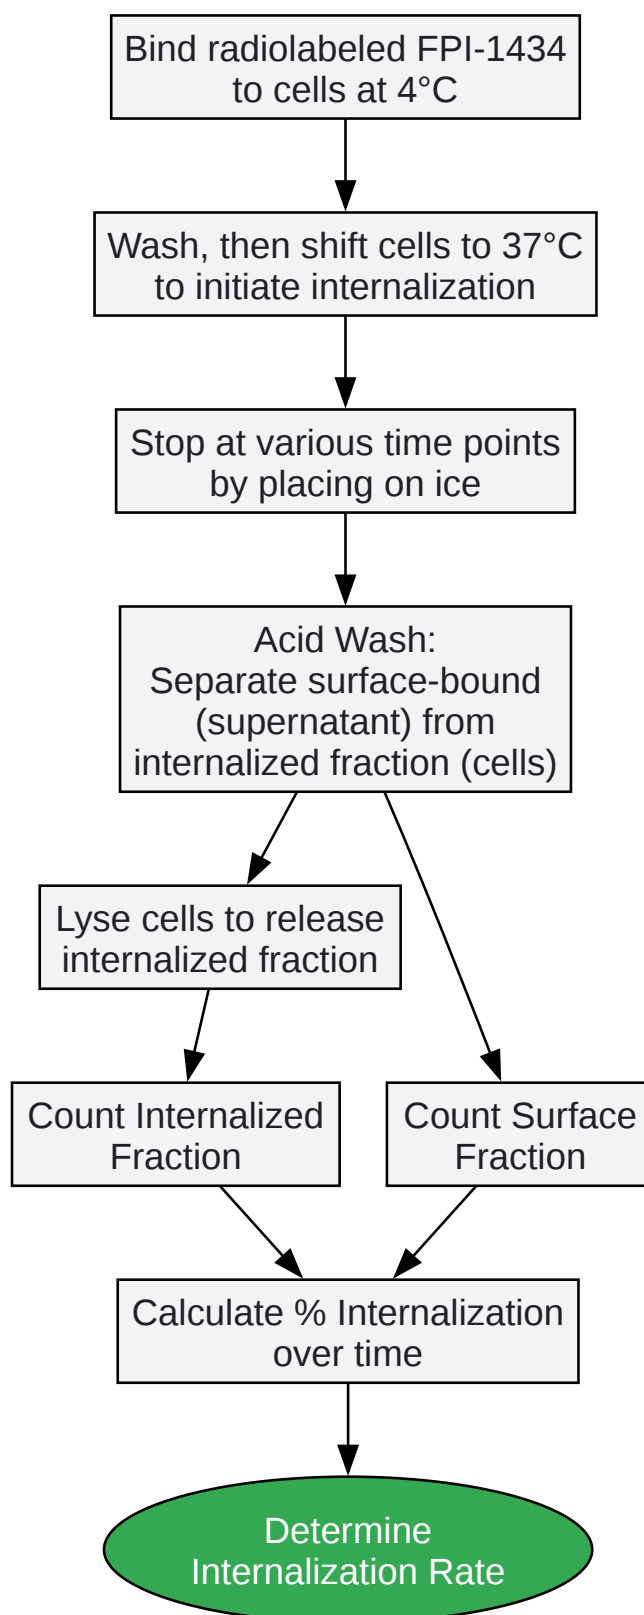 Bind radiolabeled FPI-1434
to cells at 4°C
Wash, then shift cells to 37°C
to initiate internalization
Stop at various time points
by placing on ice
Acid Wash:
Separate surface-bound
(supernatant) from
internalized fraction (cells)
Lyse cells to release
internalized fraction
Count Internalized
Fraction
Count Surface
Fraction
Calculate % Internalization
over time
Determine
Internalization Rate